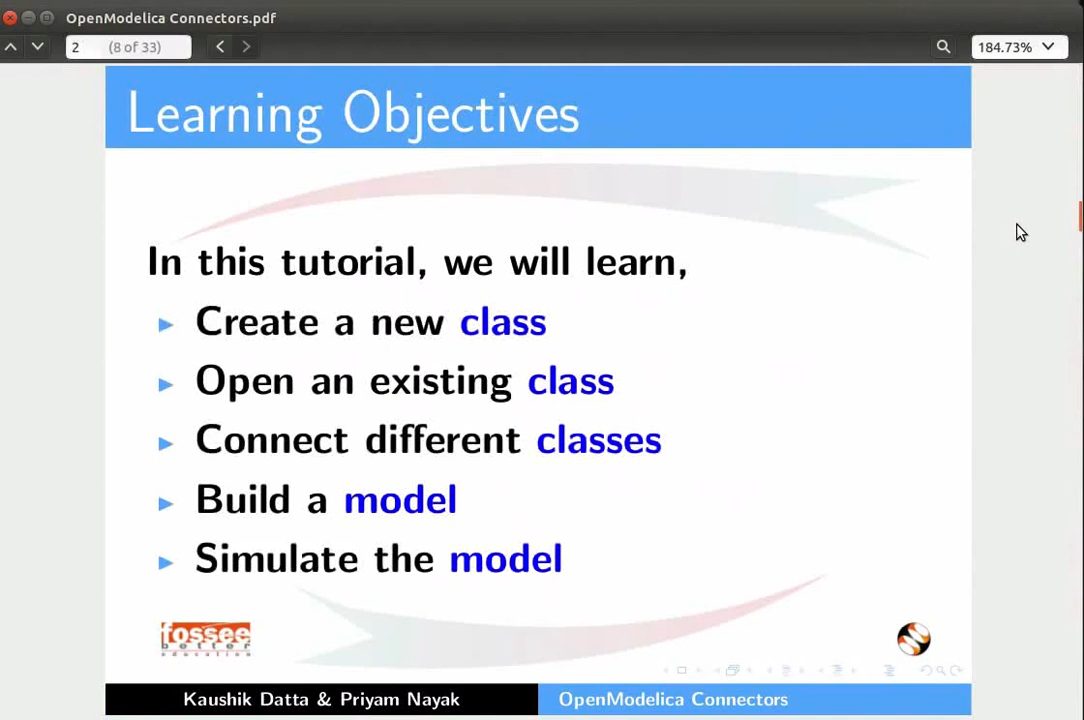 OpenModelica Connectors.pdf
2 (8 of 33)
184.73%
Learning Objectives
In this tutorial, we will learn,
Create a new class
Open an existing class
Connect different classes
Build a model
Simulate the model
fossee
better
education
Kaushik Datta & Priyam Nayak
OpenModelica Connectors